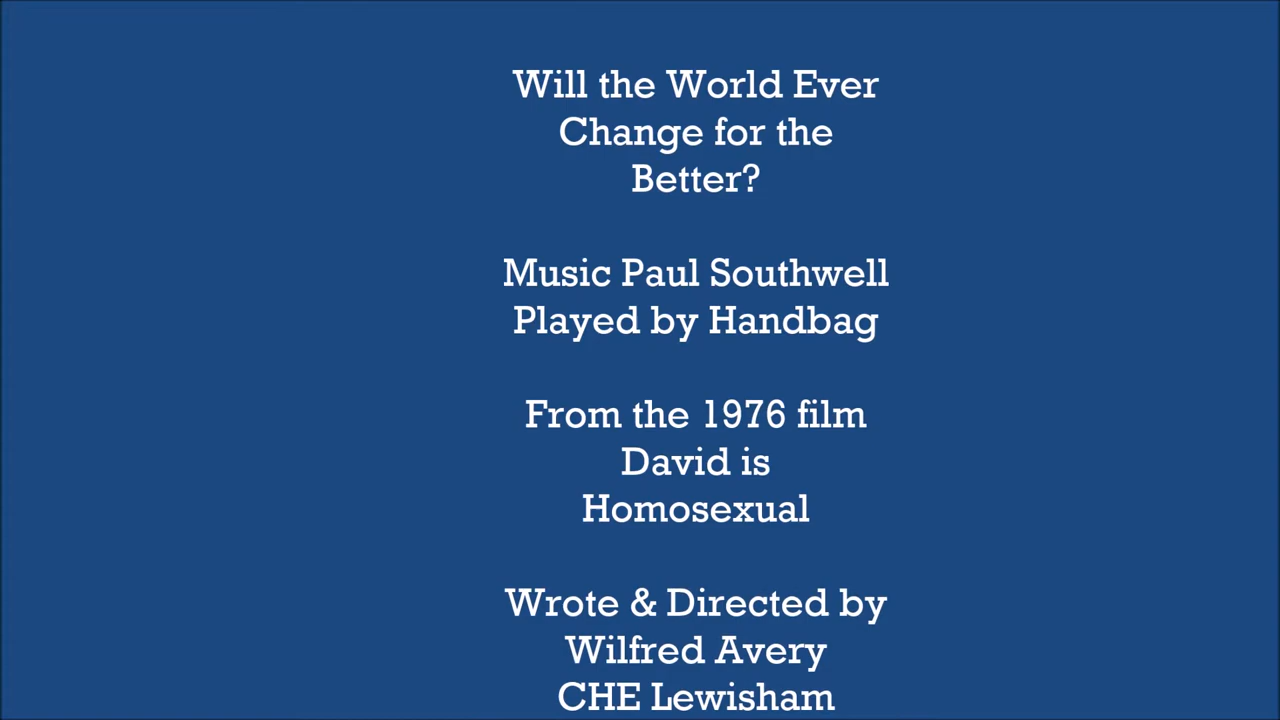 Will the World Ever
Change for the
Better?
Music Paul Southwell
Played by Handbag
From the 1976 film
David is
Homosexual
Wrote & Directed by
Wilfred Avery
CHE Lewisham